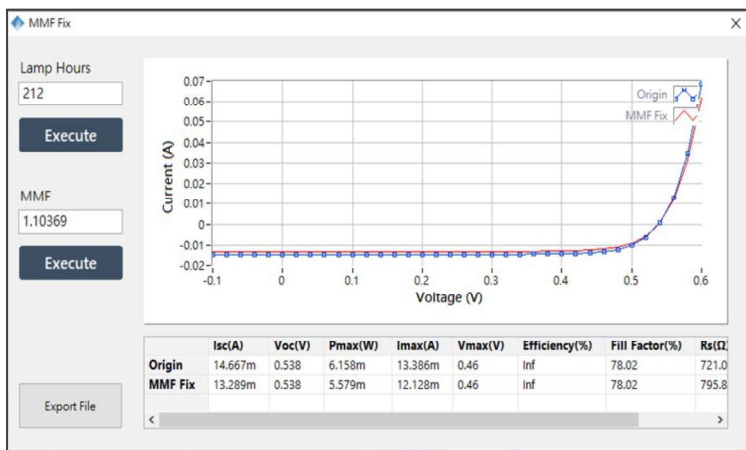 MMF Fix
Lamp Hours
212
Execute
MMF
1.10369
Execute
Export File
Origin
MMF Fix
Current (A)
0.07
0.06
0.05
0.04
0.03
0.02
0.01
0
-0.01
-0.02
-0.1 0 0.1 0.2 0.3 0.4 0.5 0.6
Voltage (V)
Isc(A) Voc(V) Pmax(W) Imax(A) Vmax(V) Efficiency(%) Fill Factor(%) Rs(Ω
Origin 14.667m 0.538 6.158m 13.386m 0.46 Inf 78.02 721.0
MMF Fix 13.289m 0.538 5.579m 12.128m 0.46 Inf 78.02 795.8